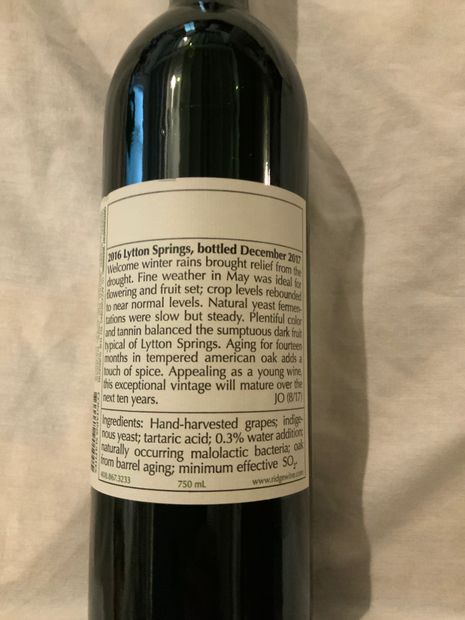 2016 Lytton Springs, bottled December 2017
Welcome winter rains brought relief from the
drought. Fine weather in May was ideal for
flowering and fruit set; crop levels rebounded
to near normal levels. Natural yeast fermen-
tations were slow but steady. Plentiful color
and tannin balanced the sumptuous dark fruit
typical of Lytton Springs. Aging for fourteen
months in tempered american oak adds a
touch of spice. Appealing as a young wine,
this exceptional vintage will mature over the
next ten years. JO (8/17)
Ingredients: Hand-harvested grapes; indige-
nous yeast; tartaric acid; 0.3% water addition;
naturally occurring malolactic bacteria; oak
from barrel aging; minimum effective SO₂.
408.867.3233 750 mL www.ridgewine.com